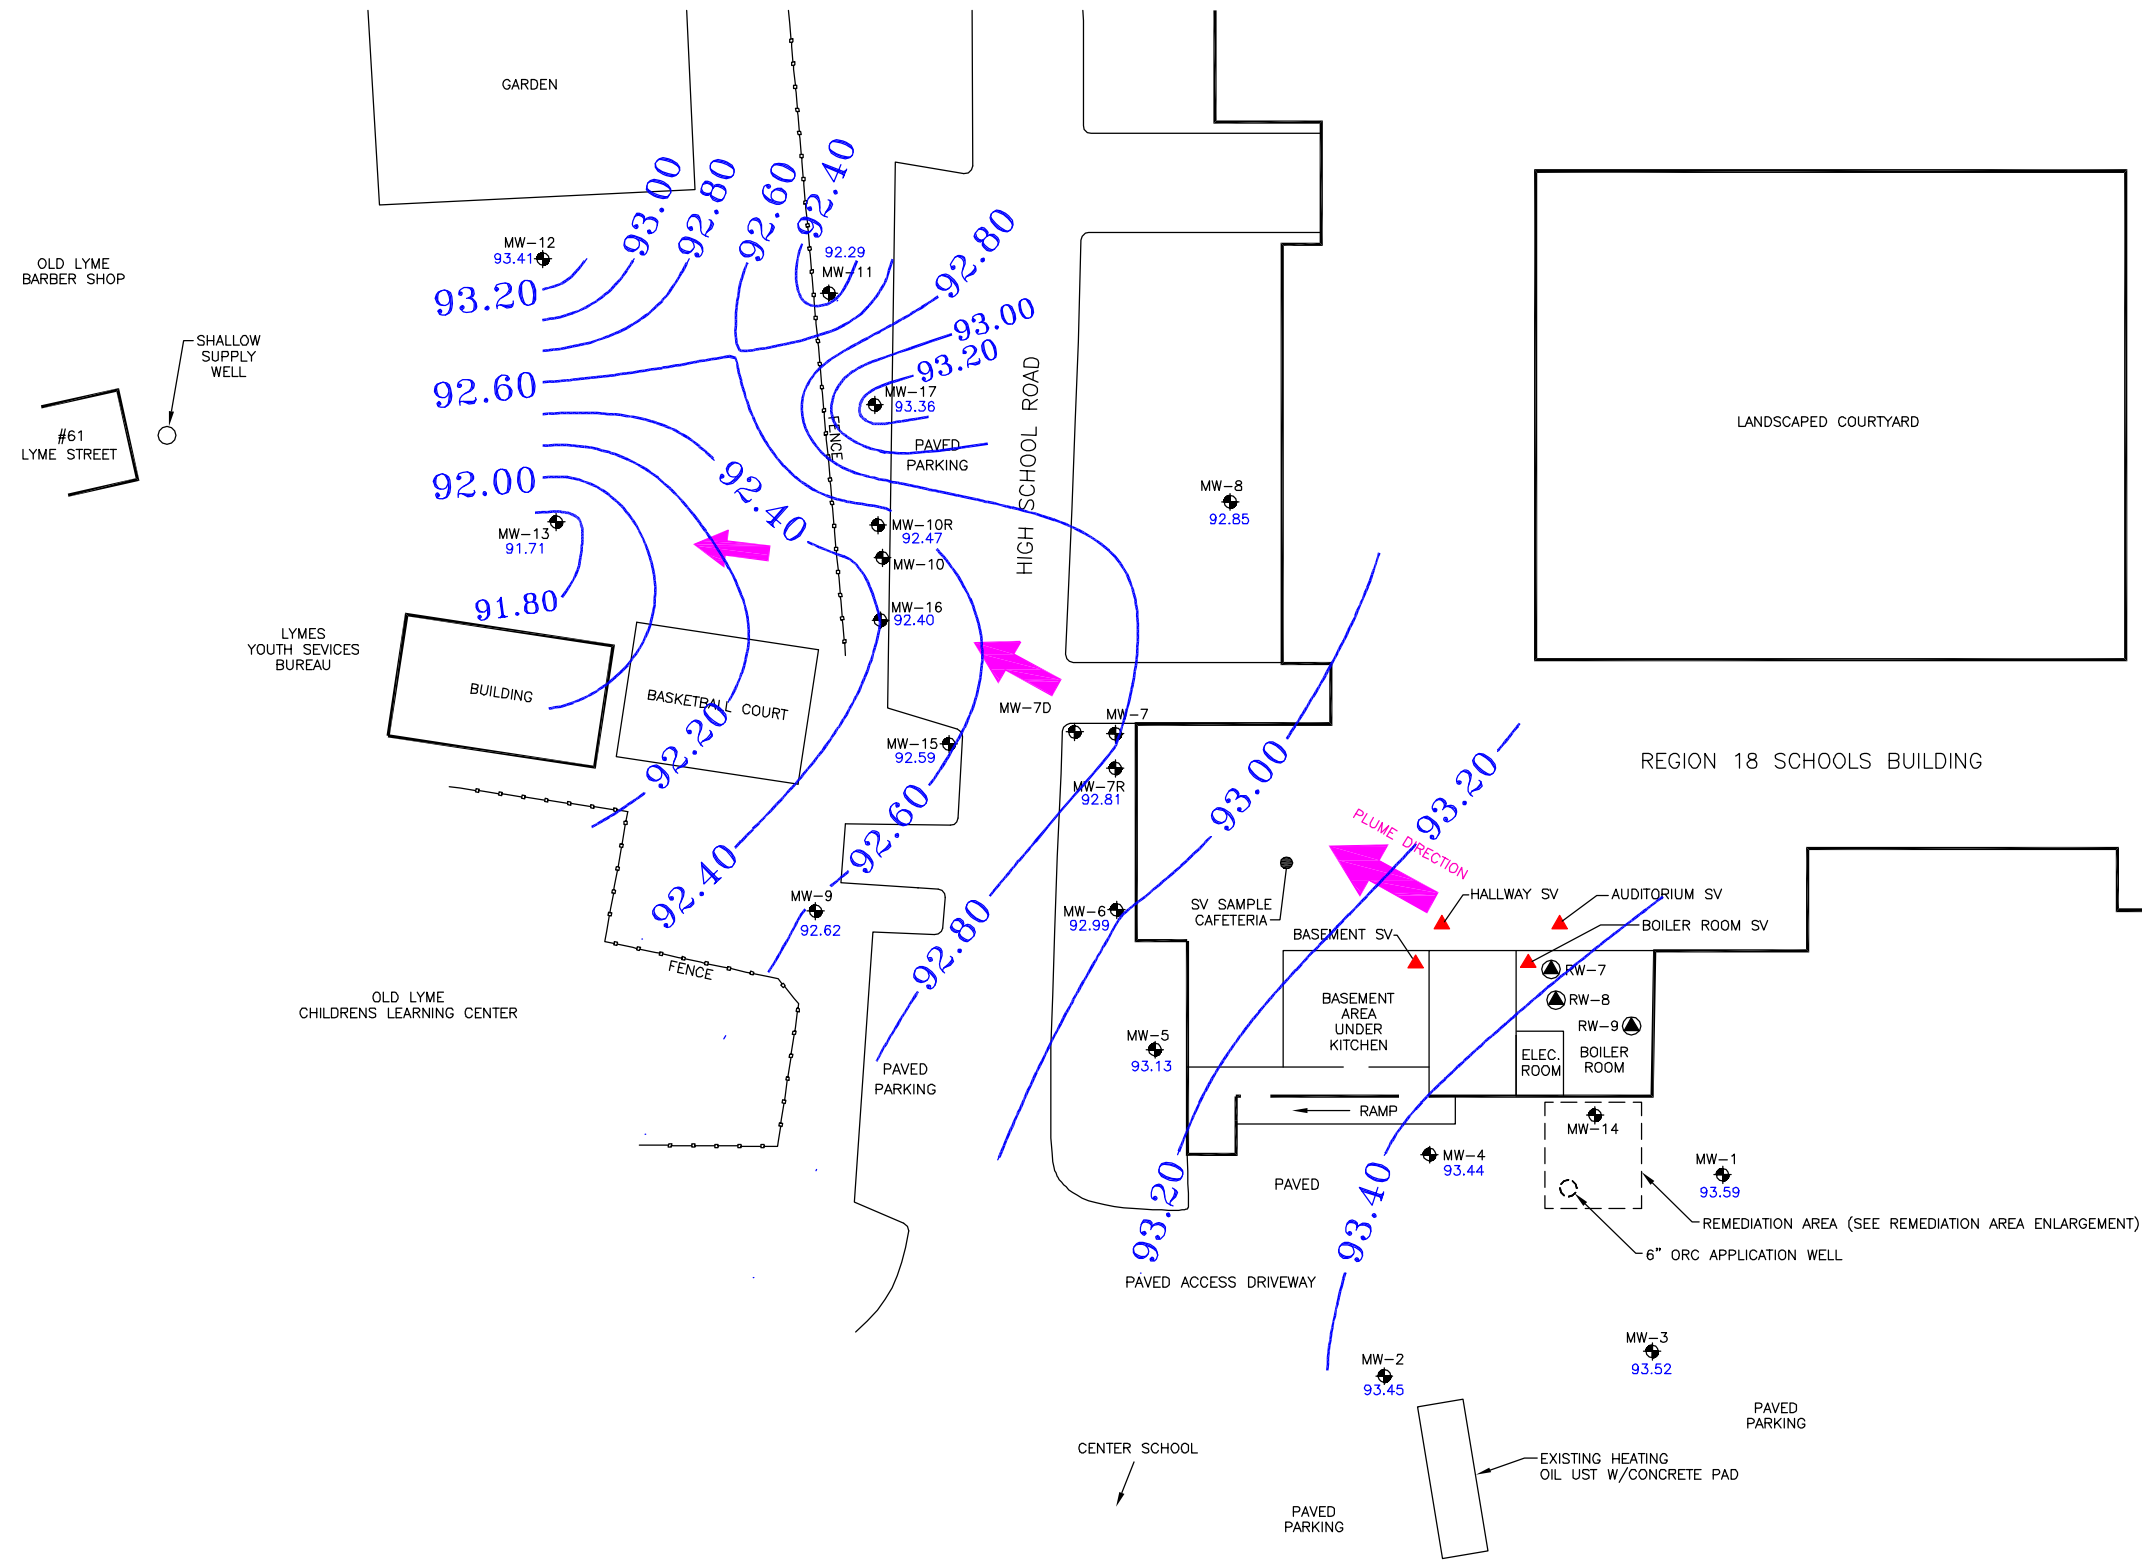 GARDEN
93.00
92.80
92.60
92.40
92.80
MW-12
93.41
92.29
MW-11
OLD LYME
BARBER SHOP
93.20
93.00
93.20
SHALLOW
SUPPLY
WELL
92.60
MW-17
93.36
HIGH SCHOOL ROAD
FENCE
PAVED
PARKING
#61
LYME STREET
LANDSCAPED COURTYARD
92.00
92.40
MW-8
92.85
MW-13
91.71
MW-10R
92.47
MW-10
91.80
MW-16
92.40
LYMES
YOUTH SEVICES
BUREAU
BUILDING
BASKETBALL COURT
MW-7D
MW-7
MW-15
92.59
92.20
MW-7R
92.81
93.00
93.20
REGION 18 SCHOOLS BUILDING
PLUME DIRECTION
92.60
92.40
MW-9
92.62
92.80
MW-6
92.99
SV SAMPLE
CAFETERIA
HALLWAY SV
AUDITORIUM SV
BOILER ROOM SV
BASEMENT SV
RW-7
RW-8
RW-9
FENCE
OLD LYME
CHILDRENS LEARNING CENTER
BASEMENT
AREA
UNDER
KITCHEN
MW-5
93.13
ELEC.
ROOM
BOILER
ROOM
PAVED
PARKING
RAMP
MW-14
MW-4
93.44
MW-1
93.59
93.20
93.40
PAVED
REMEDIATION AREA (SEE REMEDIATION AREA ENLARGEMENT)
6" ORC APPLICATION WELL
PAVED ACCESS DRIVEWAY
MW-3
93.52
MW-2
93.45
PAVED
PARKING
CENTER SCHOOL
EXISTING HEATING
OIL UST W/CONCRETE PAD
PAVED
PARKING